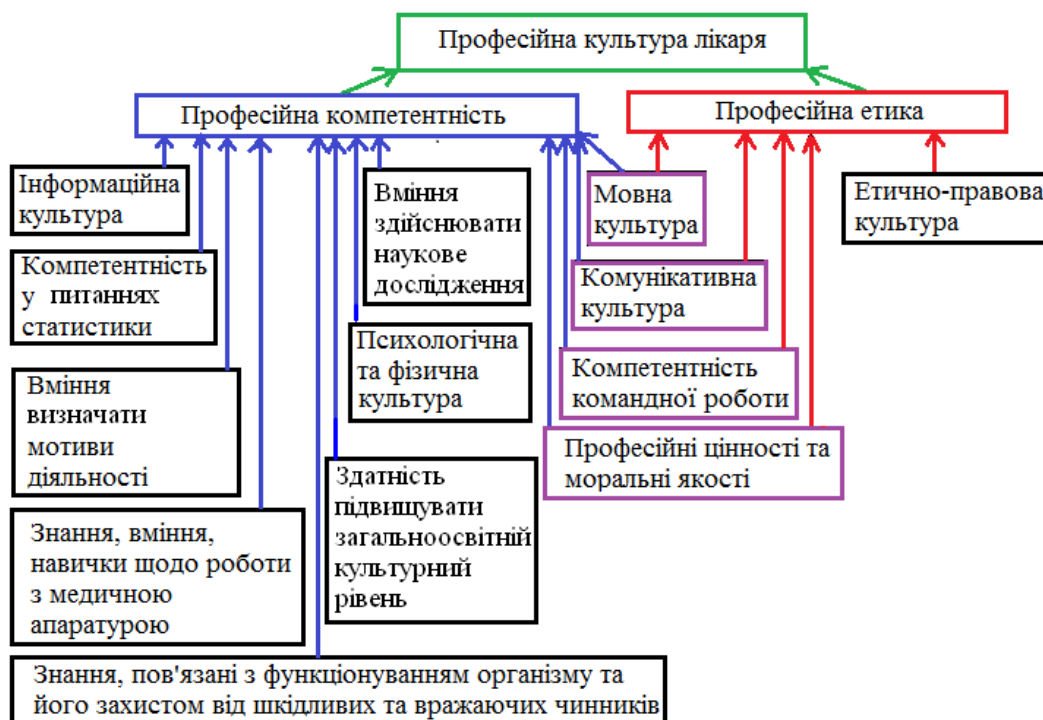 Професійна культура лікаря
Професійна компетентність
Професійна етика
Інформаційна
культура
Вміння
здійснювати
наукове
дослідження
Мовна
культура
Етично-правова
культура
Компетентність
у питаннях
статистики
Комунікативна
культура
Психологічна
та фізична
культура
Компетентність
командної роботи
Вміння
визначати
мотиви
діяльності
Професійні цінності та
моральні якості
Здатність
підвищувати
загальноосвітній
культурний
рівень
Знання, вміння,
навички щодо роботи
з медичною
апаратурою
Знання, пов'язані з функціонуванням організму та
його захистом від шкідливих та вражаючих чинників